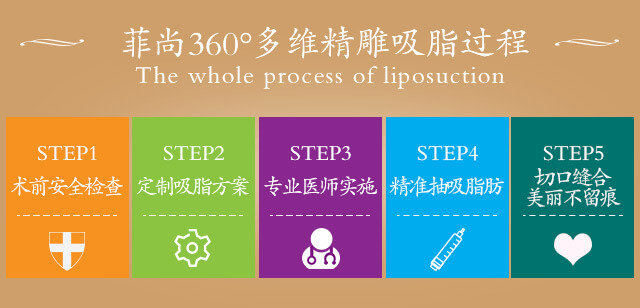 菲尚360°多维精雕吸脂过程
The whole process of liposuction
STEP1
术前安全检查
STEP2
定制吸脂方案
STEP3
专业医师实施
STEP4
精准抽吸脂肪
STEP5
切口缝合
美丽不留痕